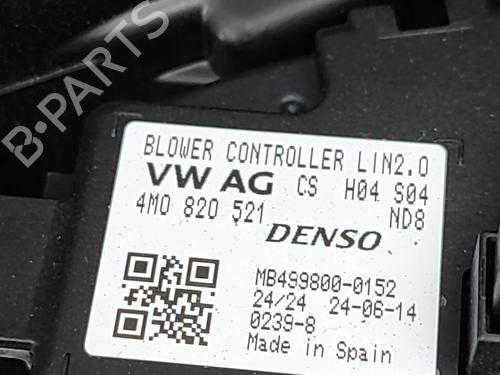 B-PARTS
BLOWER CONTROLLER LIN2.0
VW AG CS H04 S04
4M0 820 521 ND8
DENSO
MB499800-0152
24/24 24-06-14
0239-8
Made in Spain